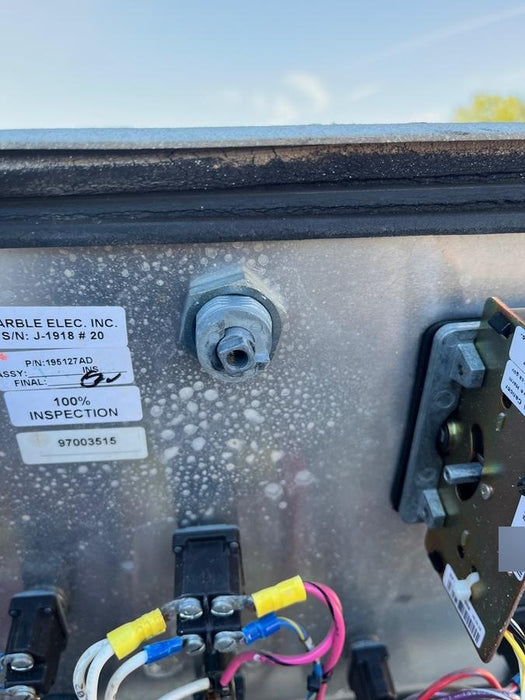 ARBLE ELEC. INC.
S/N: J-1918 # 20
P/N:195127AD
ASSY: INS
FINAL:
100%
INSPECTION
97003515